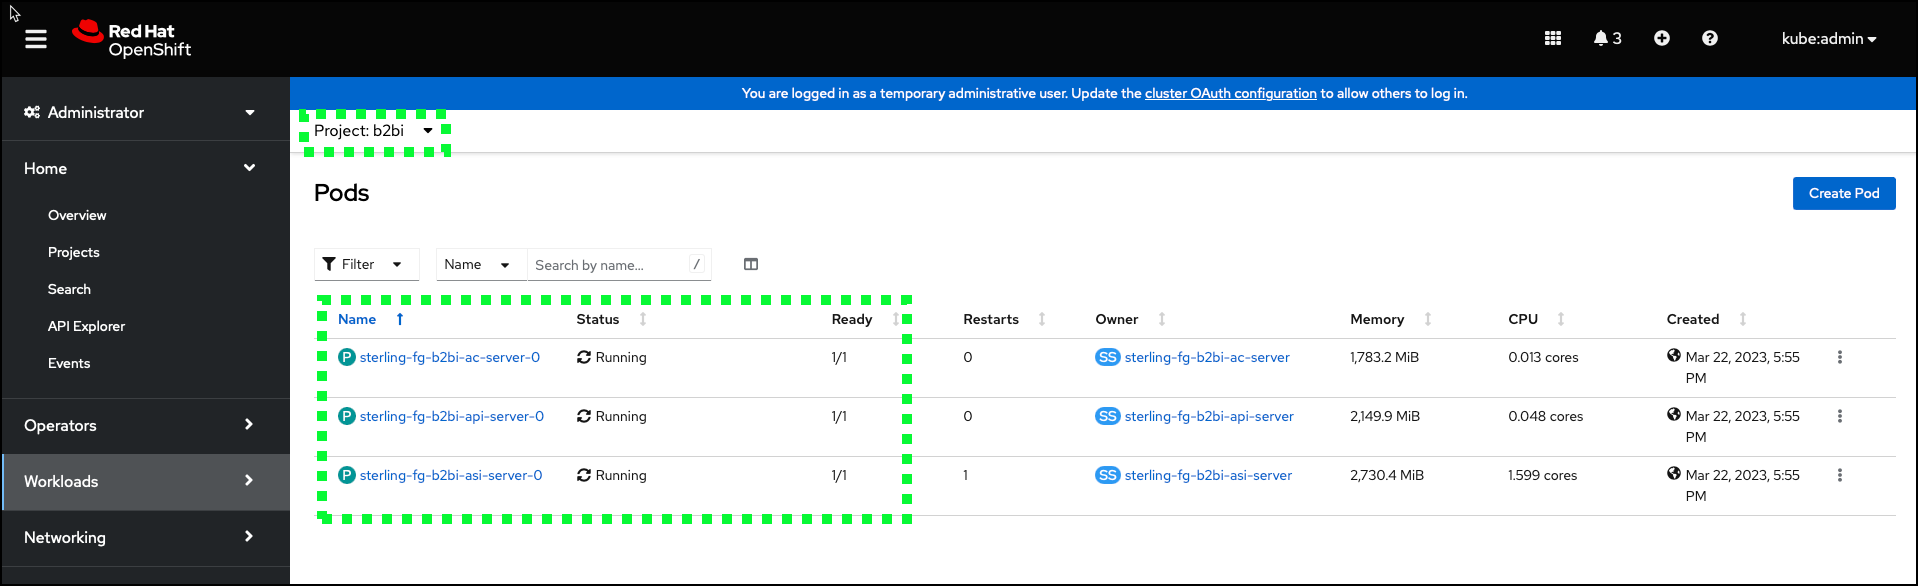 Red Hat
OpenShift
3
kube:admin
Administrator
You are logged in as a temporary administrative user. Update the cluster OAuth configuration to allow others to log in.
Project: b2bi
Home
Overview
Projects
Search
API Explorer
Events
Operators
Workloads
Networking
Pods
Create Pod
Filter Name Search by name... /
Name Status Ready Restarts Owner Memory CPU Created
P sterling-fg-b2bi-ac-server-0 Running 1/1 0 SS sterling-fg-b2bi-ac-server 1,783.2 MiB 0.013 cores Mar 22, 2023, 5:55
PM
P sterling-fg-b2bi-api-server-0 Running 1/1 0 SS sterling-fg-b2bi-api-server 2,149.9 MiB 0.048 cores Mar 22, 2023, 5:55
PM
P sterling-fg-b2bi-asi-server-0 Running 1/1 1 SS sterling-fg-b2bi-asi-server 2,730.4 MiB 1.599 cores Mar 22, 2023, 5:55
PM